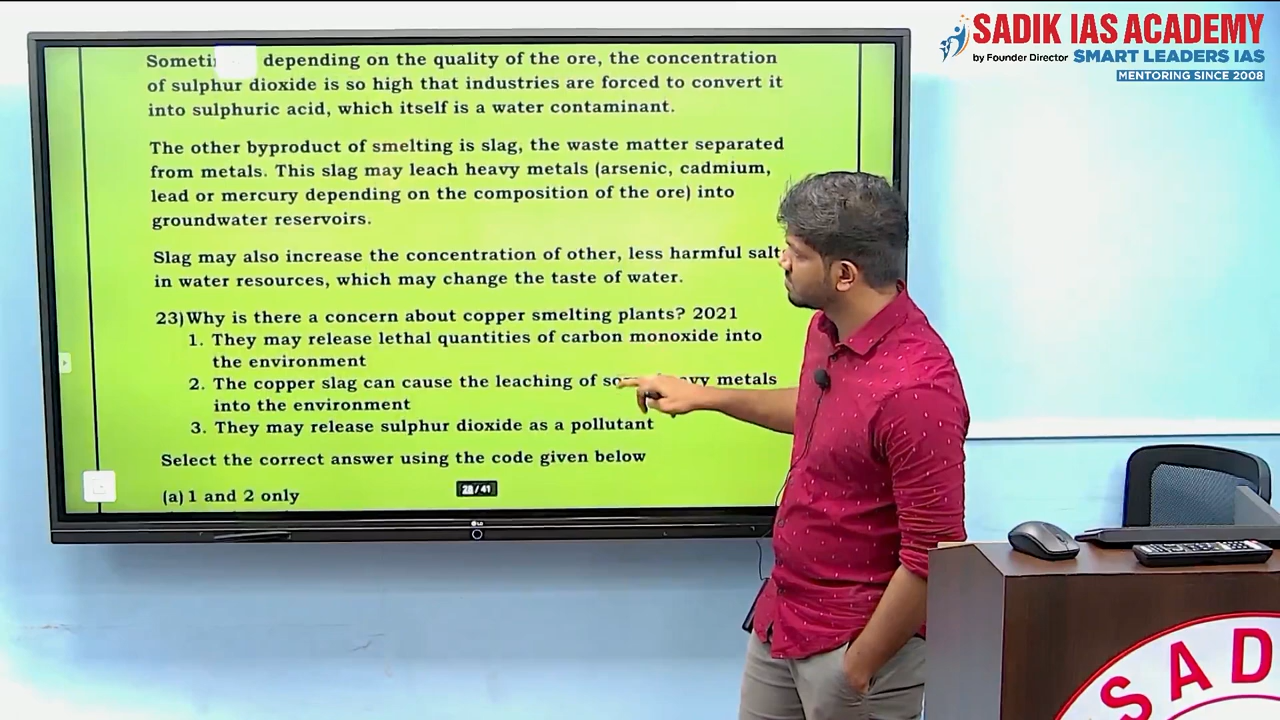 SADIK IAS ACADEMY
by Founder Director SMART LEADERS IAS
MENTORING SINCE 2008
depending on the quality of the ore, the concentration
of sulphur dioxide is so high that industries are forced to convert it
into sulphuric acid, which itself is a water contaminant.
The other byproduct of smelting is slag, the waste matter separated
from metals. This slag may leach heavy metals (arsenic, cadmium,
lead or mercury depending on the composition of the ore) into
groundwater reservoirs.
Slag may also increase the concentration of other, less harmful salt
in water resources, which may change the taste of water.
23)Why is there a concern about copper smelting plants? 2021
1. They may release lethal quantities of carbon monoxide into
the environment
2. The copper slag can cause the leaching of metals
into the environment
3. They may release sulphur dioxide as a pollutant
Select the correct answer using the code given below
(a) 1 and 2 only
28/41
LG
SAD